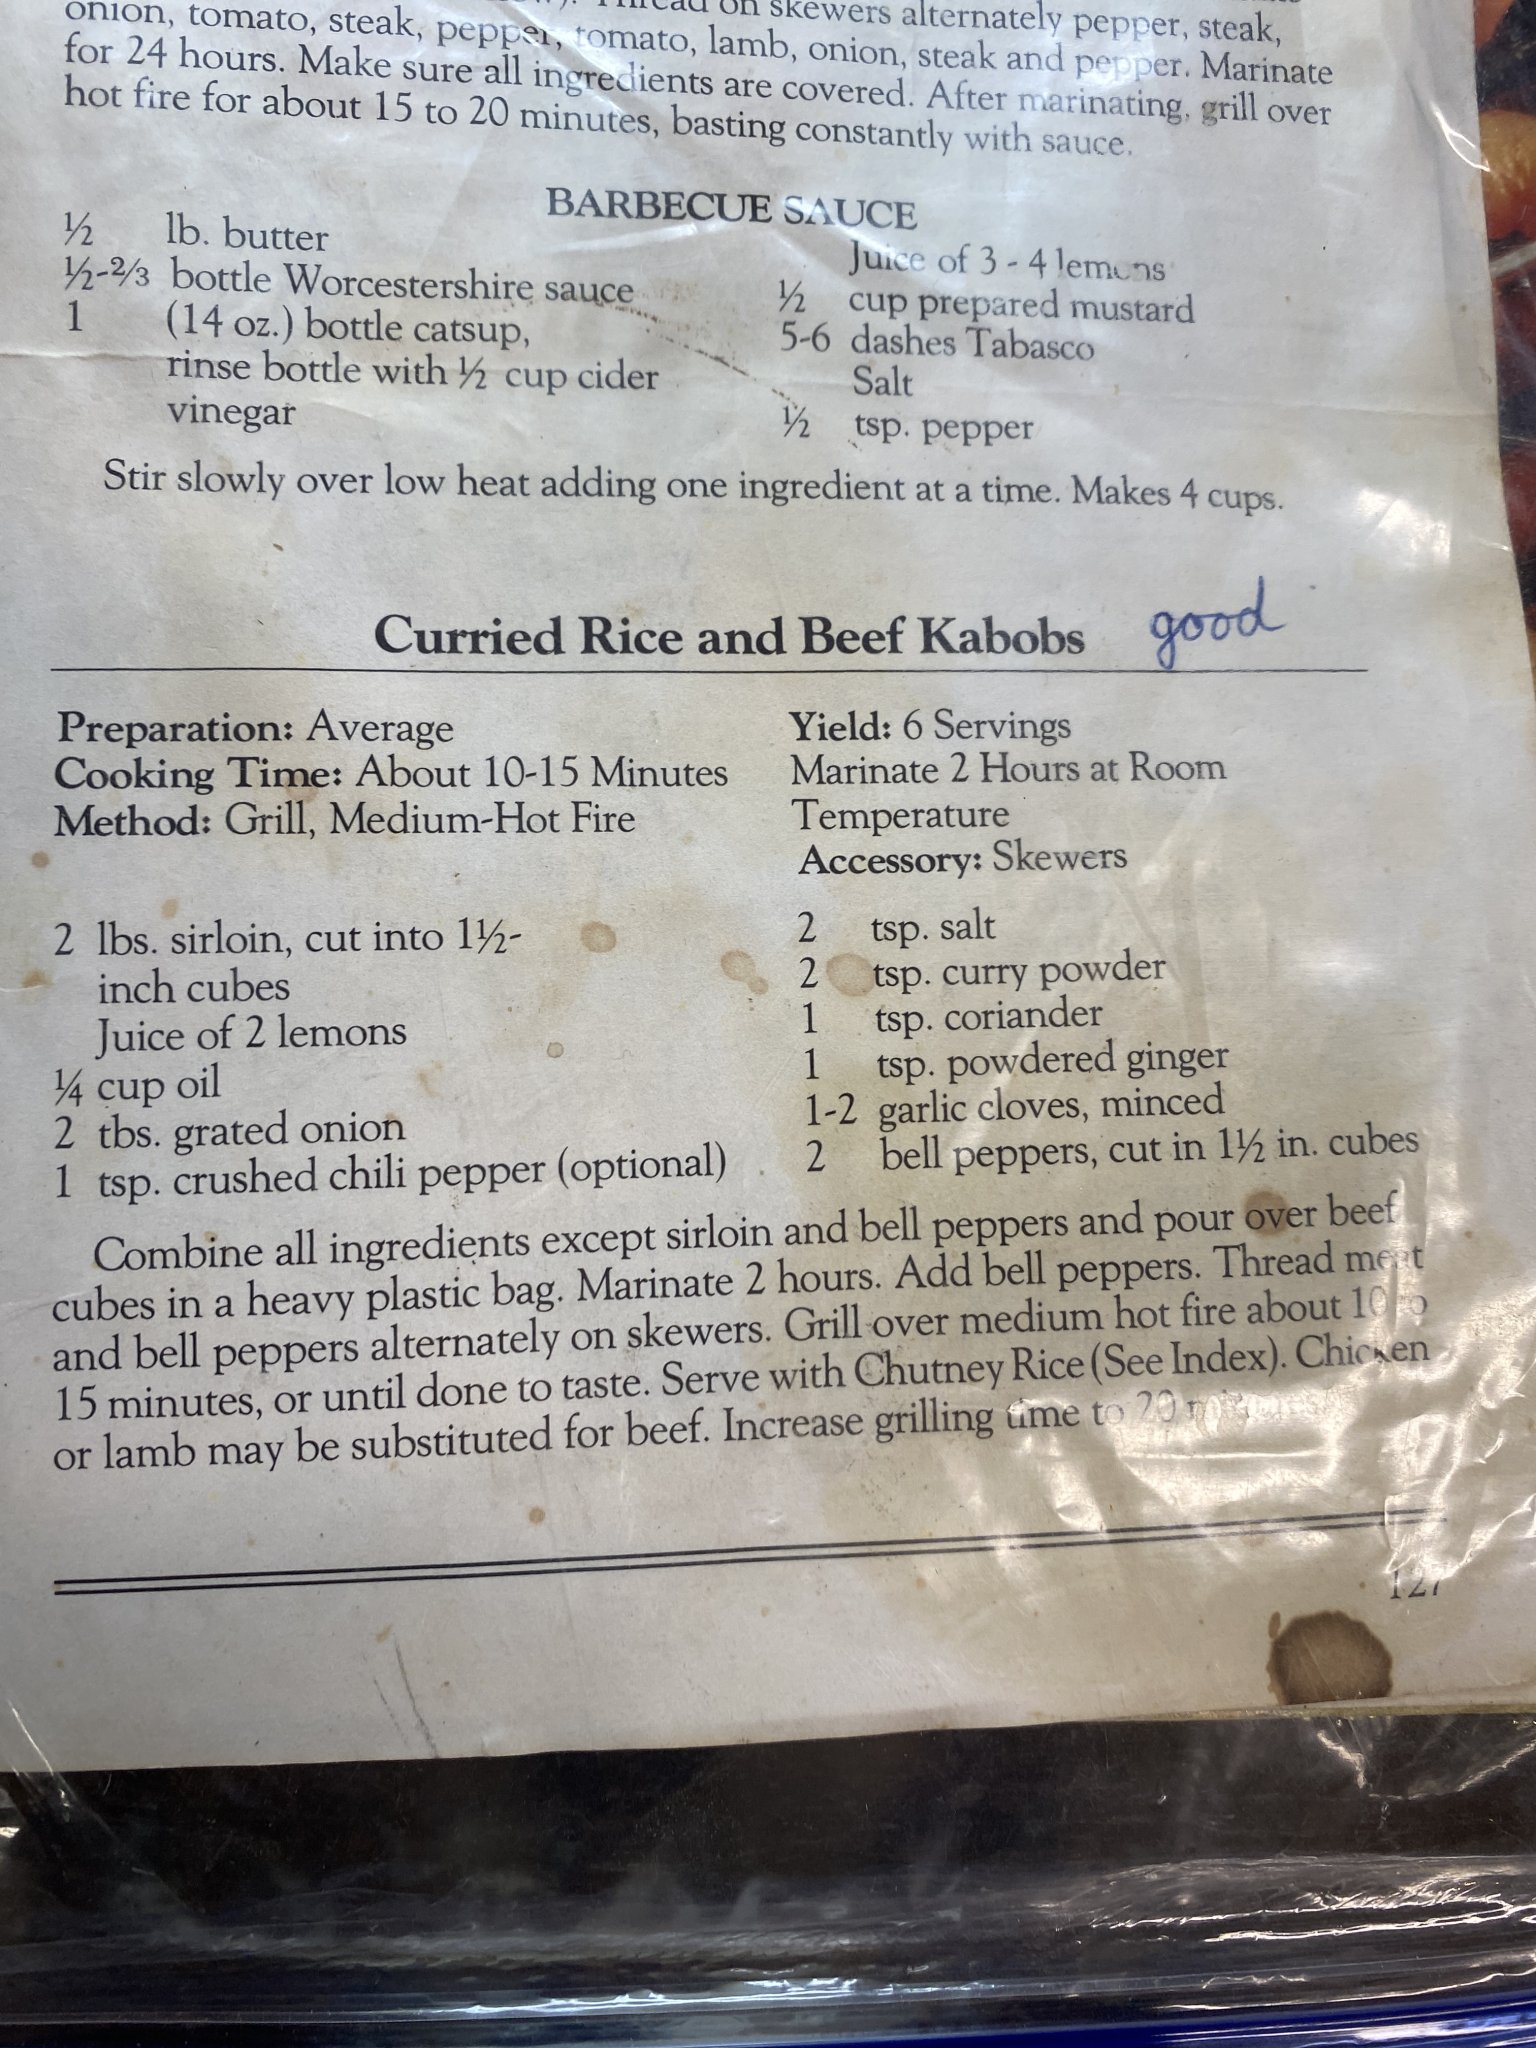 Thread on skewers alternately pepper, steak,
onion, tomato, steak, pepper, tomato, lamb, onion, steak and pepper. Marinate
for 24 hours. Make sure all ingredients are covered. After marinating, grill over
hot fire for about 15 to 20 minutes, basting constantly with sauce.
BARBECUE SAUCE
½ lb. butter
½-⅔ bottle Worcestershire sauce
1 (14 oz.) bottle catsup,
rinse bottle with ½ cup cider
vinegar
Juice of 3 - 4 lemons
½ cup prepared mustard
5-6 dashes Tabasco
Salt
½ tsp. pepper
Stir slowly over low heat adding one ingredient at a time. Makes 4 cups.
Curried Rice and Beef Kabobs good
Preparation: Average
Cooking Time: About 10-15 Minutes
Method: Grill, Medium-Hot Fire
Yield: 6 Servings
Marinate 2 Hours at Room
Temperature
Accessory: Skewers
2 lbs. sirloin, cut into 1½-
inch cubes
Juice of 2 lemons
¼ cup oil
2 tbs. grated onion
1 tsp. crushed chili pepper (optional)
2 tsp. salt
2 tsp. curry powder
1 tsp. coriander
1 tsp. powdered ginger
1-2 garlic cloves, minced
2 bell peppers, cut in 1½ in. cubes
Combine all ingredients except sirloin and bell peppers and pour over beef
cubes in a heavy plastic bag. Marinate 2 hours. Add bell peppers. Thread meat
and bell peppers alternately on skewers. Grill over medium hot fire about 10 to
15 minutes, or until done to taste. Serve with Chutney Rice (See Index). Chicken
or lamb may be substituted for beef. Increase grilling time to 20 minutes
127